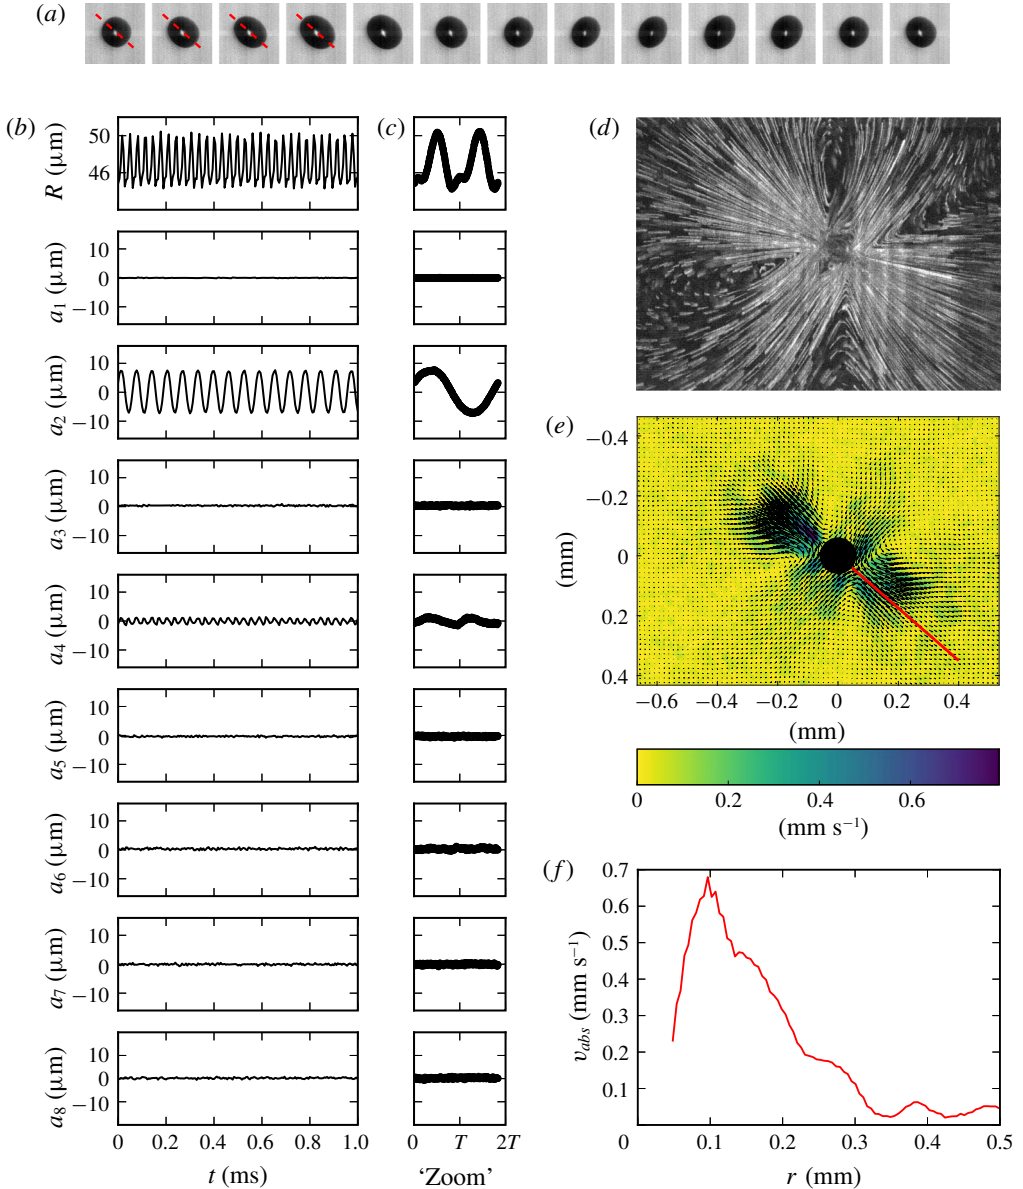 (a)
(b)
(c)
50
46
R (μm)
10
0
−10
a1 (μm)
10
0
−10
a2 (μm)
10
0
−10
a3 (μm)
10
0
−10
a4 (μm)
10
0
−10
a5 (μm)
10
0
−10
a6 (μm)
10
0
−10
a7 (μm)
10
0
−10
a8 (μm)
0 0.2 0.4 0.6 0.8 1.0
t (ms)
0 T 2T
‘Zoom’
(d)
(e)
−0.4
−0.2
0
0.2
0.4
(mm)
−0.6 −0.4 −0.2 0 0.2 0.4
(mm)
0 0.2 0.4 0.6
(mm s−1)
(f)
0.7
0.6
0.5
0.4
0.3
0.2
0.1
vabs (mm s−1)
0 0.1 0.2 0.3 0.4 0.5
r (mm)